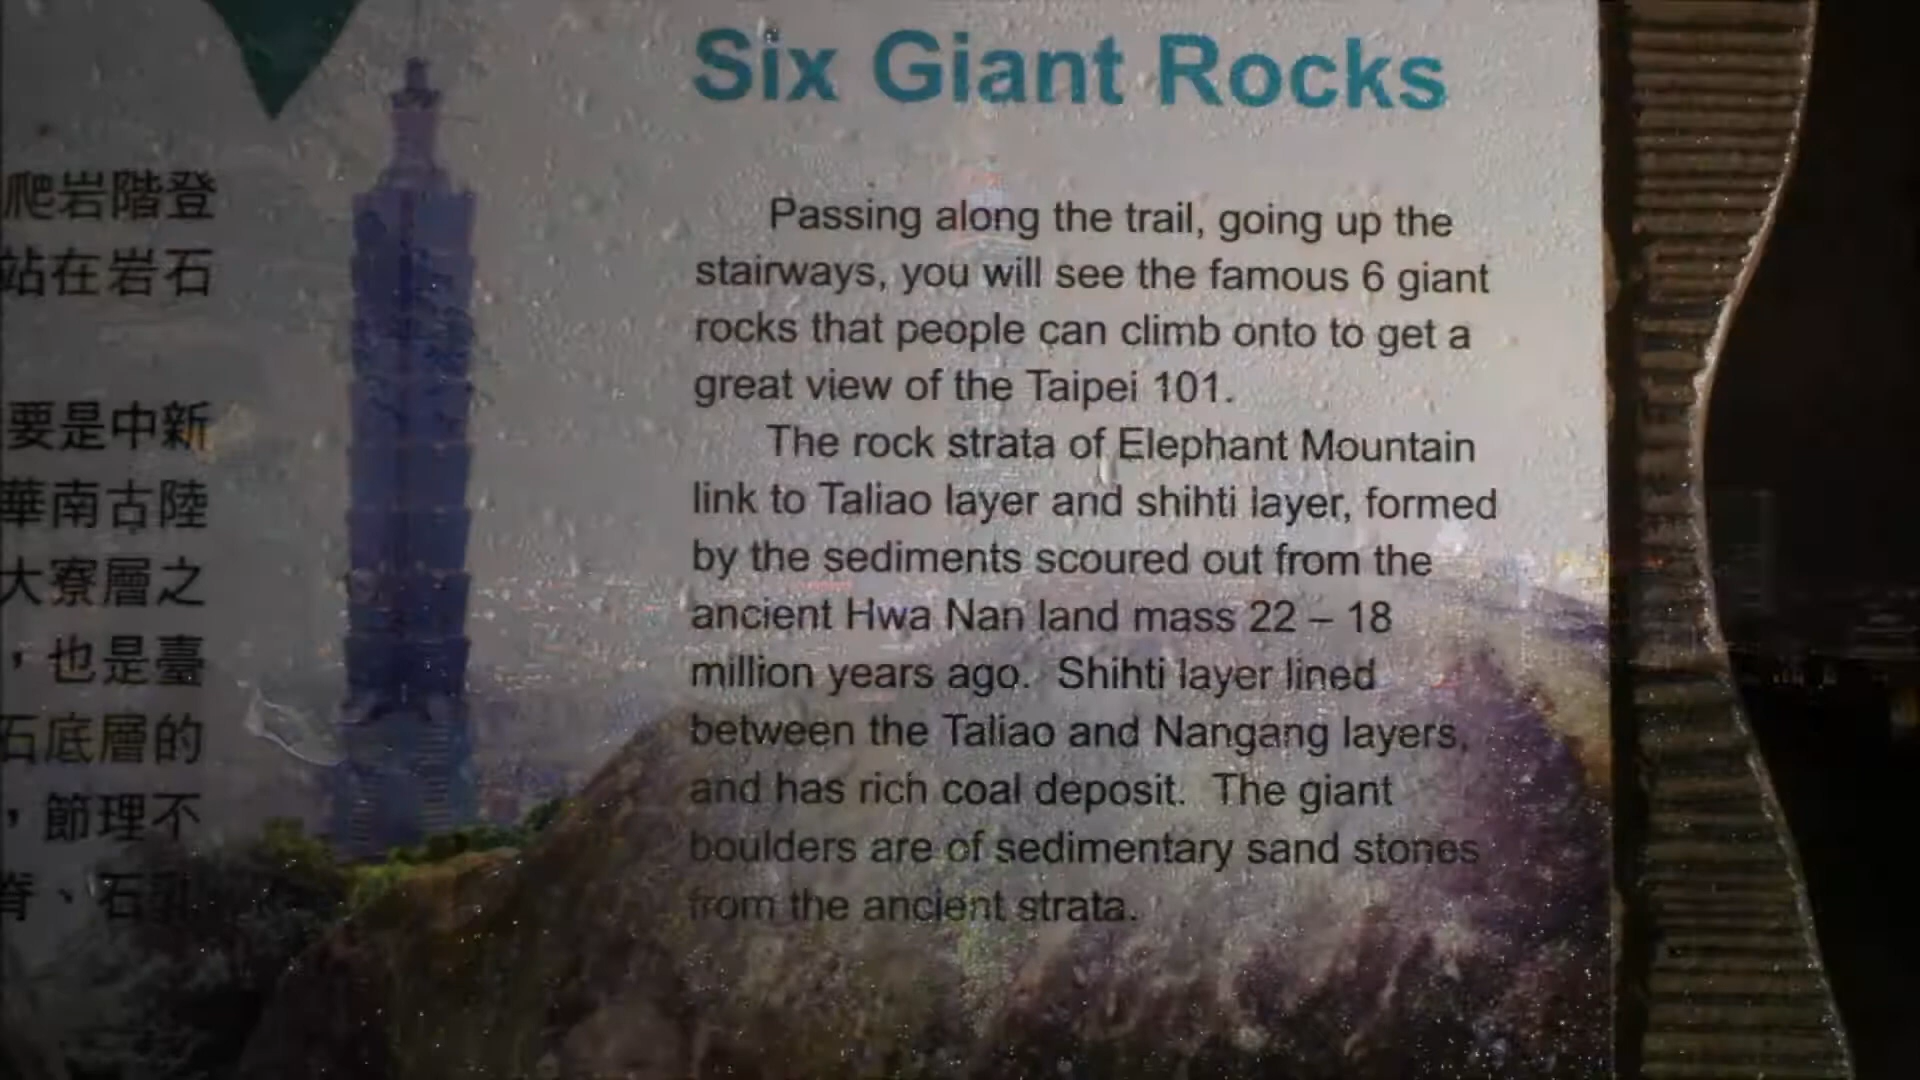 爬岩階登
站在岩石
要是中新
華南古陸
大寮層之
，也是臺
石底層的
，節理不
脊、石乳
Six Giant Rocks
Passing along the trail, going up the
stairways, you will see the famous 6 giant
rocks that people can climb onto to get a
great view of the Taipei 101.
The rock strata of Elephant Mountain
link to Taliao layer and shihti layer, formed
by the sediments scoured out from the
ancient Hwa Nan land mass 22 – 18
million years ago. Shihti layer lined
between the Taliao and Nangang layers,
and has rich coal deposit. The giant
boulders are of sedimentary sand stones
from the ancient strata.